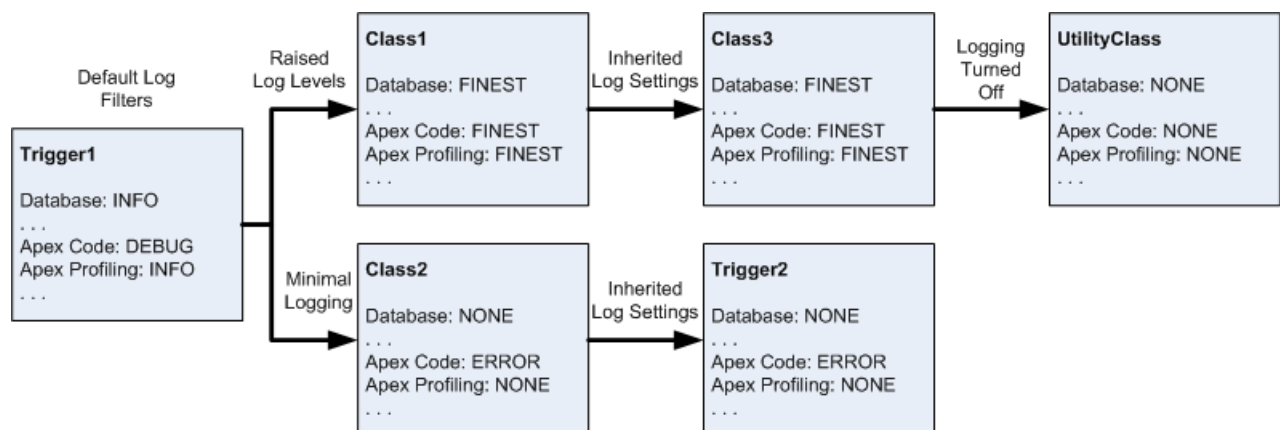 Default Log
Filters
Trigger1
Database: INFO
. . .
Apex Code: DEBUG
Apex Profiling: INFO
. . .
Raised
Log Levels
Class1
Database: FINEST
. . .
Apex Code: FINEST
Apex Profiling: FINEST
. . .
Inherited
Log Settings
Class3
Database: FINEST
. . .
Apex Code: FINEST
Apex Profiling: FINEST
. . .
Logging
Turned
Off
UtilityClass
Database: NONE
. . .
Apex Code: NONE
Apex Profiling: NONE
. . .
Minimal
Logging
Class2
Database: NONE
. . .
Apex Code: ERROR
Apex Profiling: NONE
. . .
Inherited
Log Settings
Trigger2
Database: NONE
. . .
Apex Code: ERROR
Apex Profiling: NONE
. . .